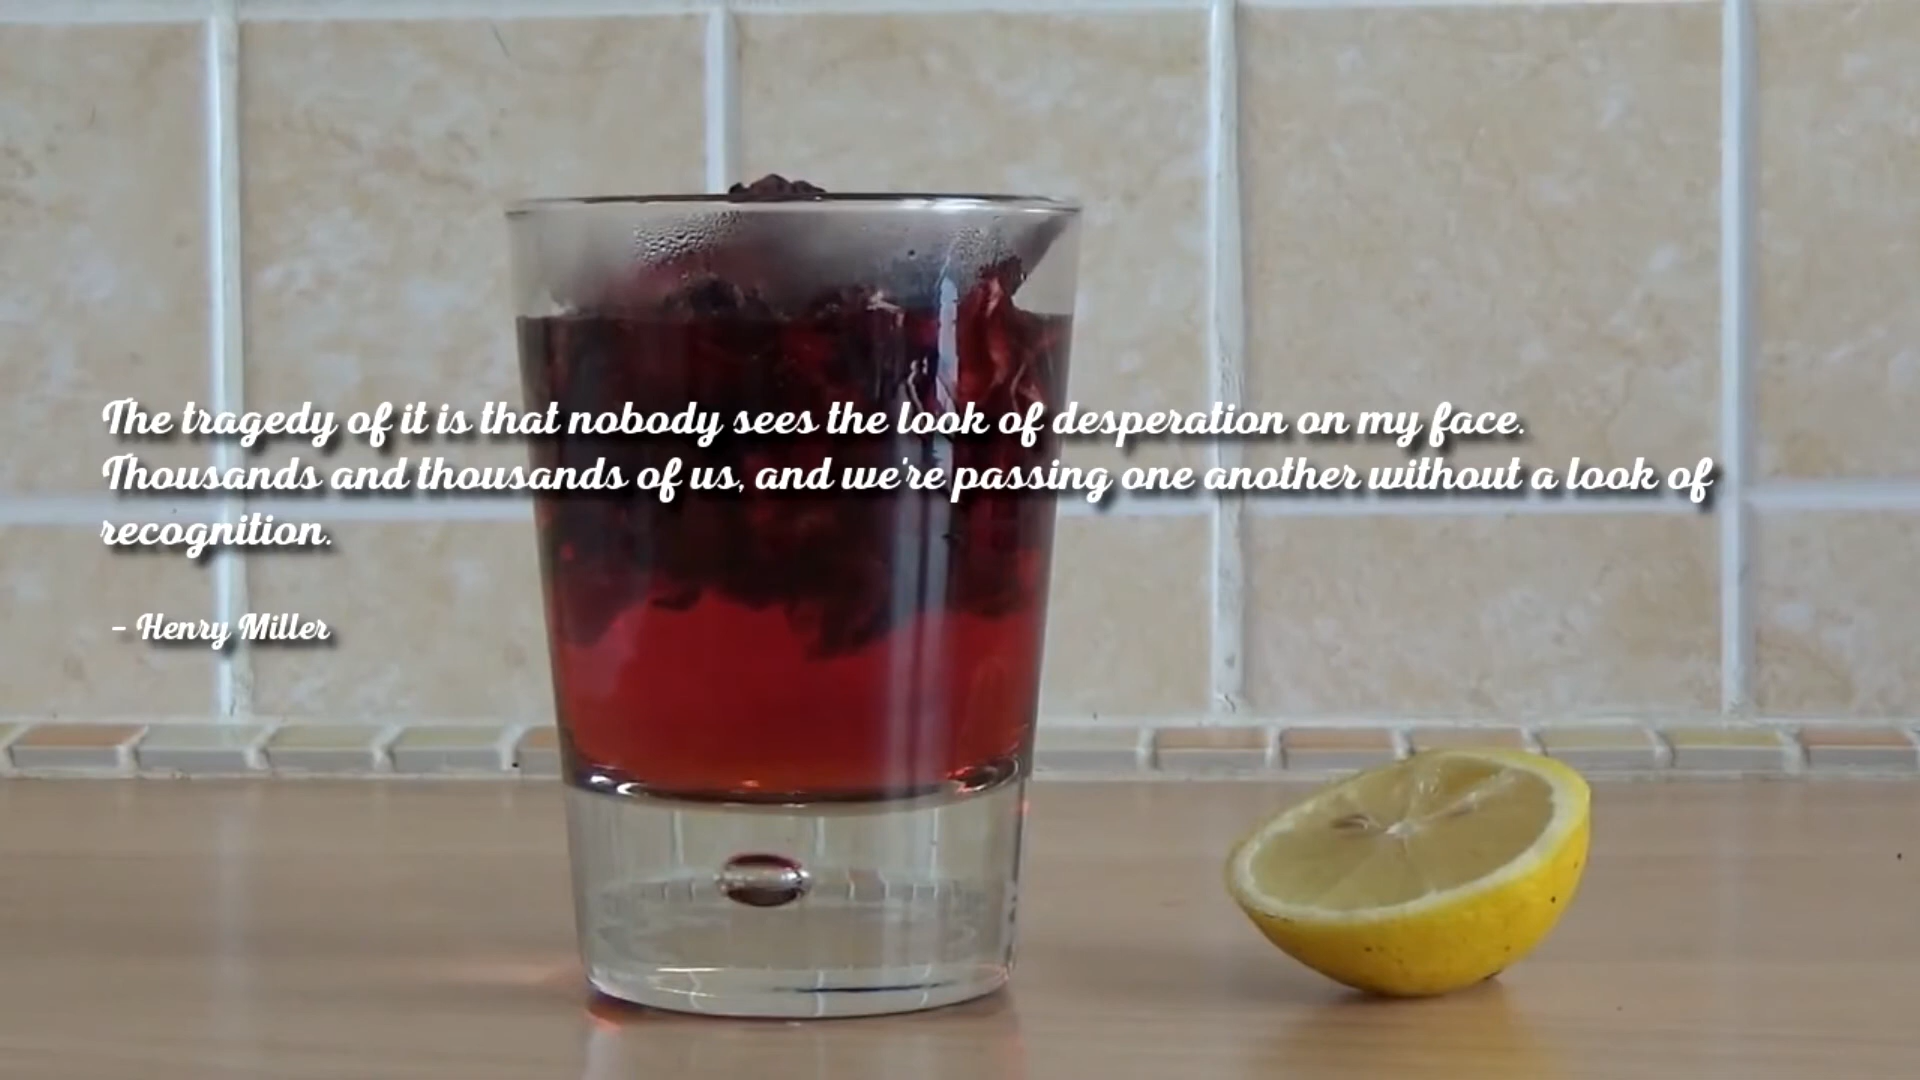 The tragedy of it is that nobody sees the look of desperation on my face.
Thousands and thousands of us, and we're passing one another without a look of
recognition.
– Henry Miller